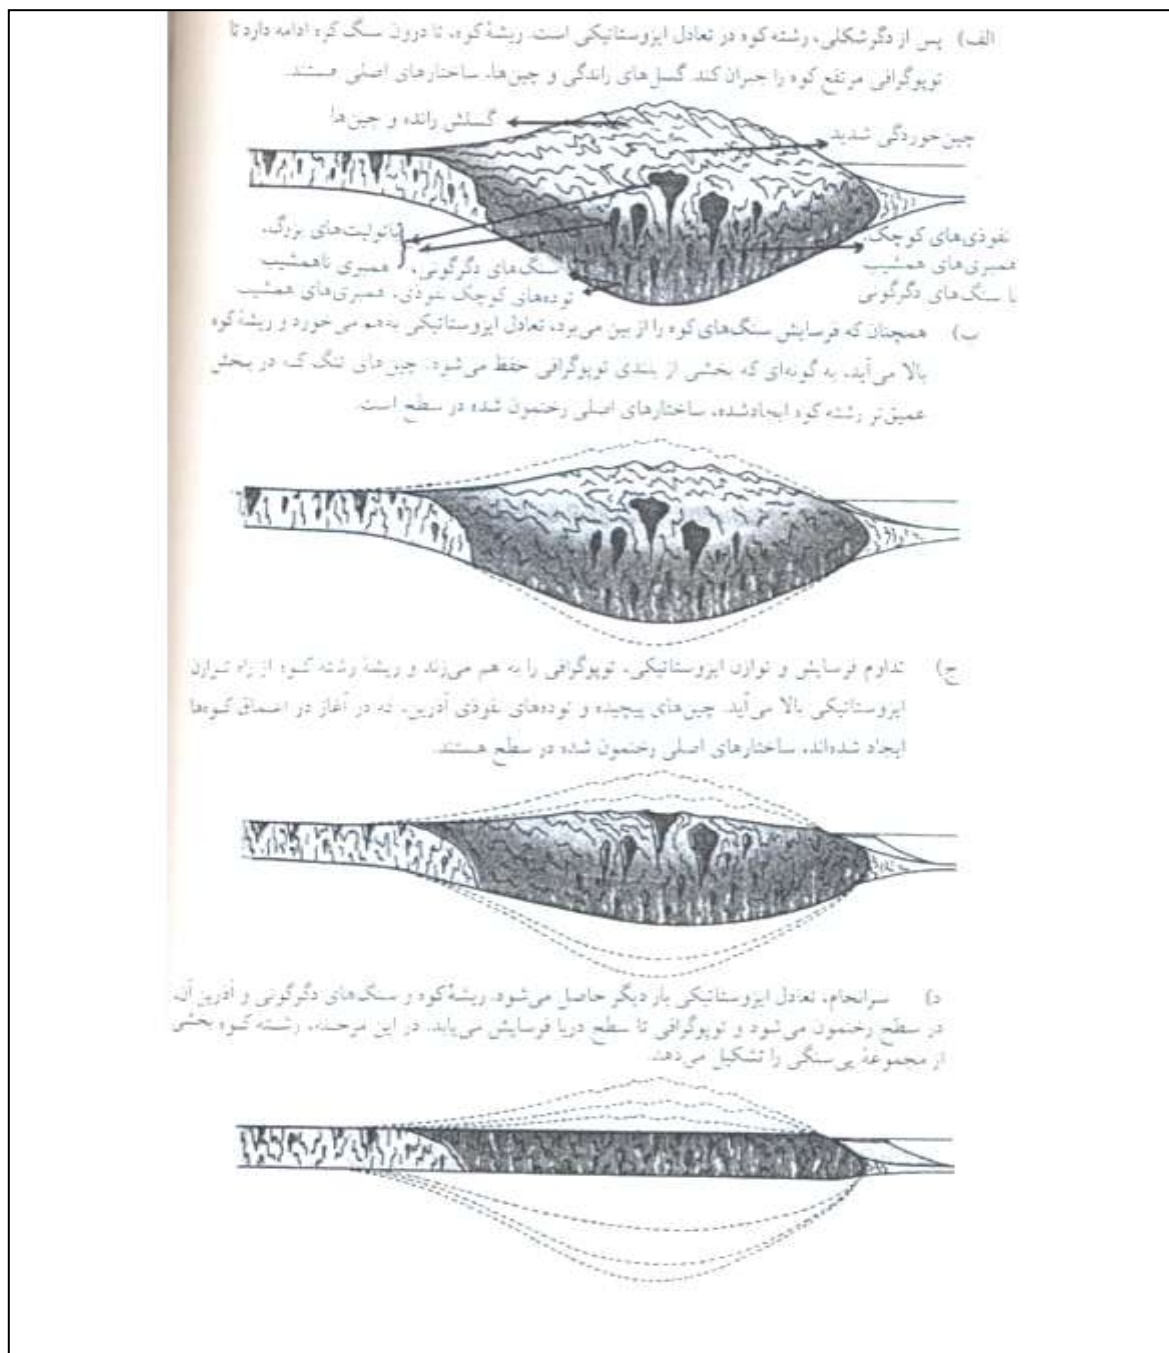 الف) پس از دگرشکلی، رشته کوه در تعادل ایزوستاتیکی است. ریشهٔ کوه، تا درون سنگ کره ادامه دارد تا
توپوگرافی مرتفع کوه را جبران کند. گسل های راندگی و چین ها، ساختارهای اصلی هستند.
گسلش رانده و چین ها
چین خوردگی شدید
باتولیت های بزرگ،
همبری ناهمشیب
سنگ های دگرگونی،
توده های کوچک نفوذی، همبری های همشیب
نفوذی های کوچک،
همبری های همشیب
با سنگ های دگرگونی
ب) همچنان که فرسایش سنگ های کوه را از بین می برد، تعادل ایزوستاتیکی به هم می خورد و ریشهٔ کوه
بالا می آید، به گونه ای که بخشی از بلندی توپوگرافی حفظ می شود. چین های تنگ که در بخش
عمیق تر رشته کوه ایجادشده، ساختارهای اصلی رخنمون شده در سطح است.
ج) تداوم فرسایش و توازن ایزوستاتیکی، توپوگرافی را به هم می زند و ریشهٔ رشته کوه از راه توازن
ایزوستاتیکی بالا می آید. چین های پیچیده و توده های نفوذی آذرین، که در آغاز در اعماق کوه ها
ایجاد شده اند، ساختارهای اصلی رخنمون شده در سطح هستند.
د) سرانجام، تعادل ایزوستاتیکی بار دیگر حاصل می شود. ریشهٔ کوه و سنگ های دگرگونی و آذرین آن،
در سطح رخنمون می شود و توپوگرافی تا سطح دریا فرسایش می یابد. در این مرحله، رشته کوه بخشی
از مجموعهٔ پی سنگی را تشکیل می دهد.